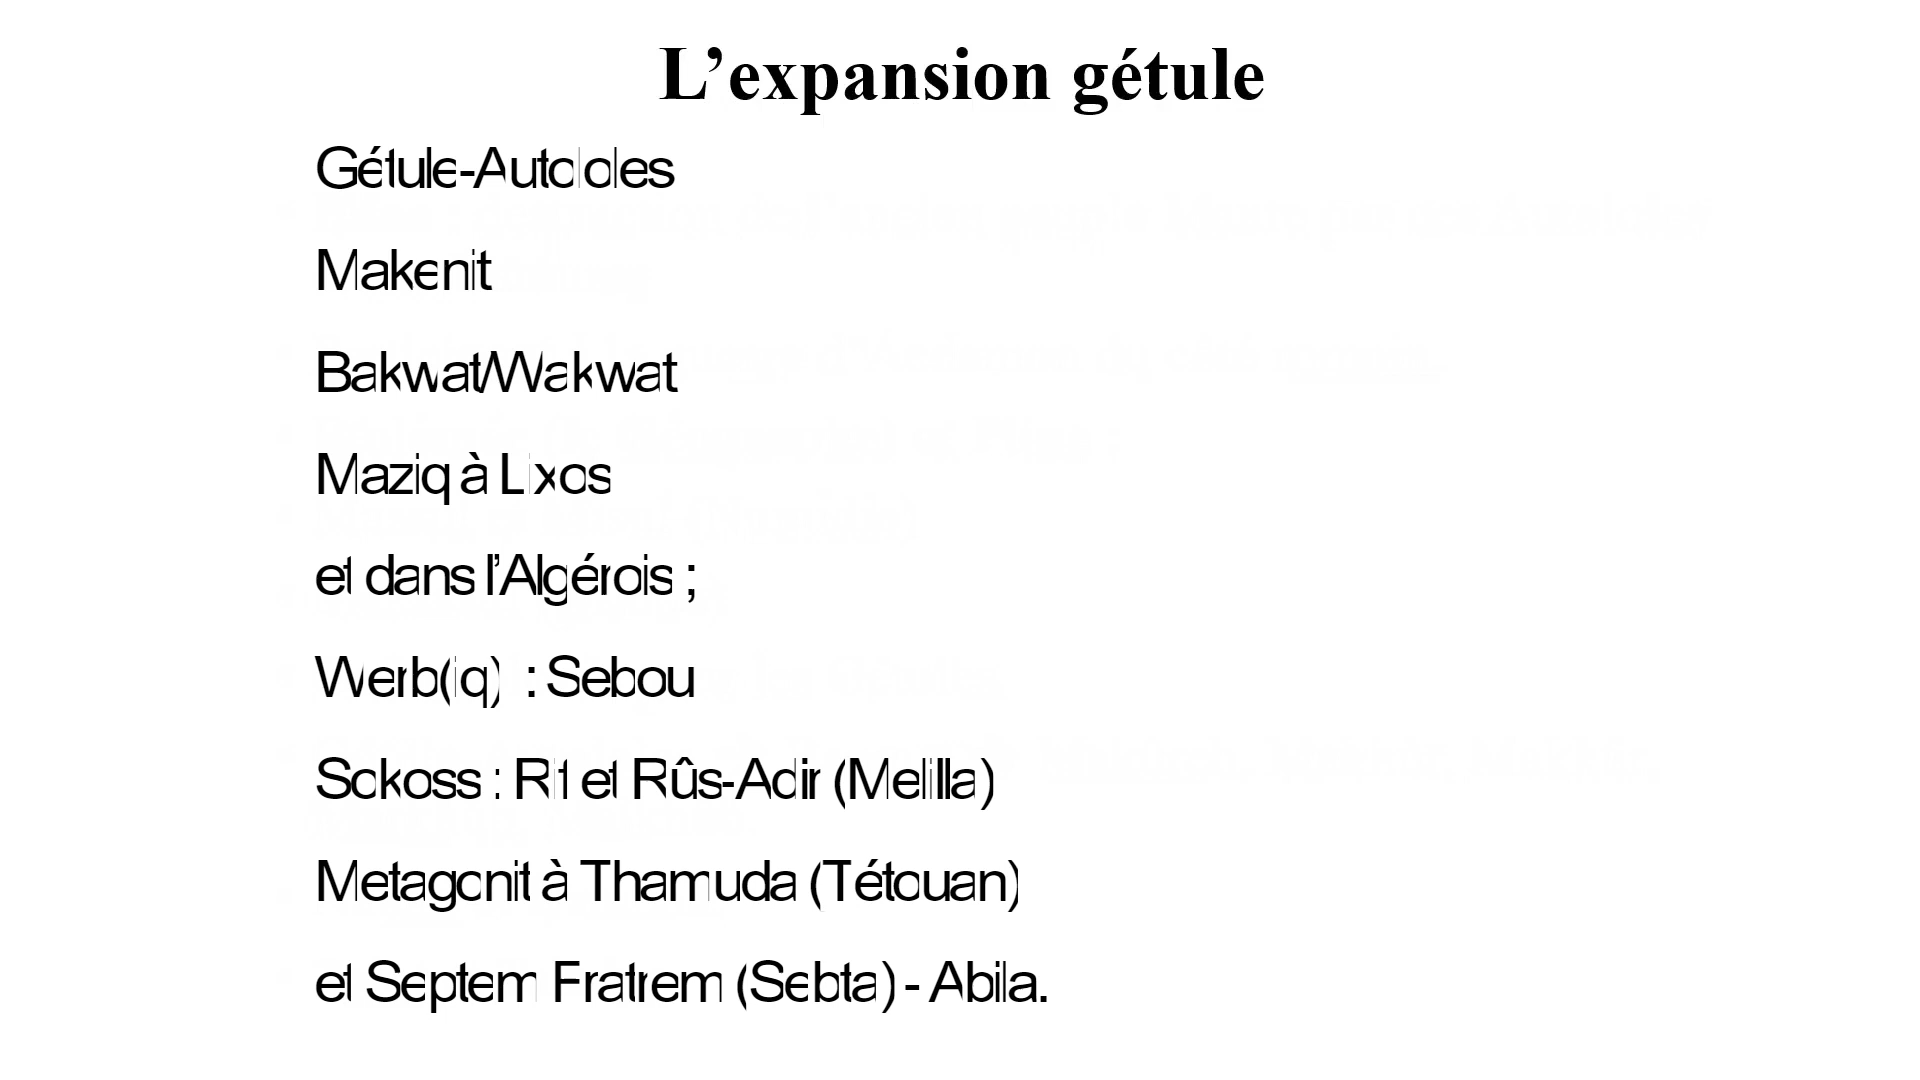 L’expansion gétule
Gétule-Autololes
Makenit
Bakwat/Wakwat
Maziq à Lixos
et dans l’Algérois ;
Werb(iq) : Sebou
Sokoss : Rif et Rûs-Adir (Melilla)
Metagonit à Thamuda (Tétouan)
et Septem Fratrem (Sebta) - Abila.